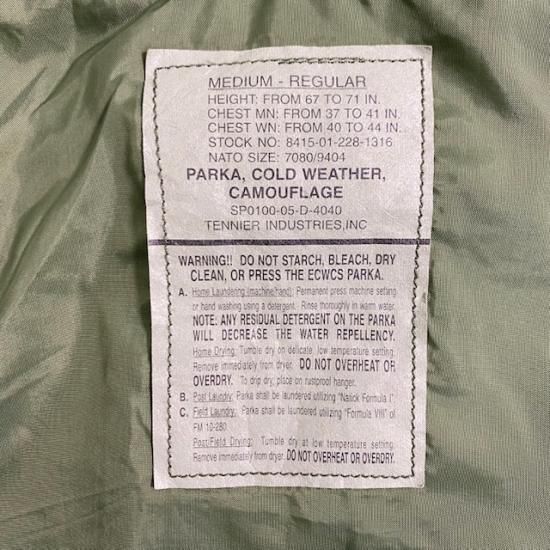 MEDIUM - REGULAR
HEIGHT: FROM 67 TO 71 IN.
CHEST MN: FROM 37 TO 41 IN.
CHEST WN: FROM 40 TO 44 IN.
STOCK NO: 8415-01-228-1316
NATO SIZE: 7080/9404
PARKA, COLD WEATHER,
CAMOUFLAGE
SP0100-05-D-4040
TENNIER INDUSTRIES,INC
WARNING!! DO NOT STARCH, BLEACH, DRY
CLEAN, OR PRESS THE ECWCS PARKA.
A. Home Laundering (machine/hand): Permanent press machine setting
or hand washing using a detergent. Rinse thoroughly in warm water.
NOTE: ANY RESIDUAL DETERGENT ON THE PARKA
WILL DECREASE THE WATER REPELLENCY.
Home Drying: Tumble dry on delicate, low temperature setting.
Remove immediately from dryer. DO NOT OVERHEAT OR
OVERDRY. To drip dry, place on rustproof hanger.
B. Post Laundry: Parka shall be laundered utilizing "Natick Formula I".
C. Field Laundry: Parka shall be laundered utilizing "Formula VIII" of
FM 10-280.
Post/Field Drying: Tumble dry at low temperature setting.
Remove immediately from dryer. DO NOT OVERHEAT OR OVERDRY.